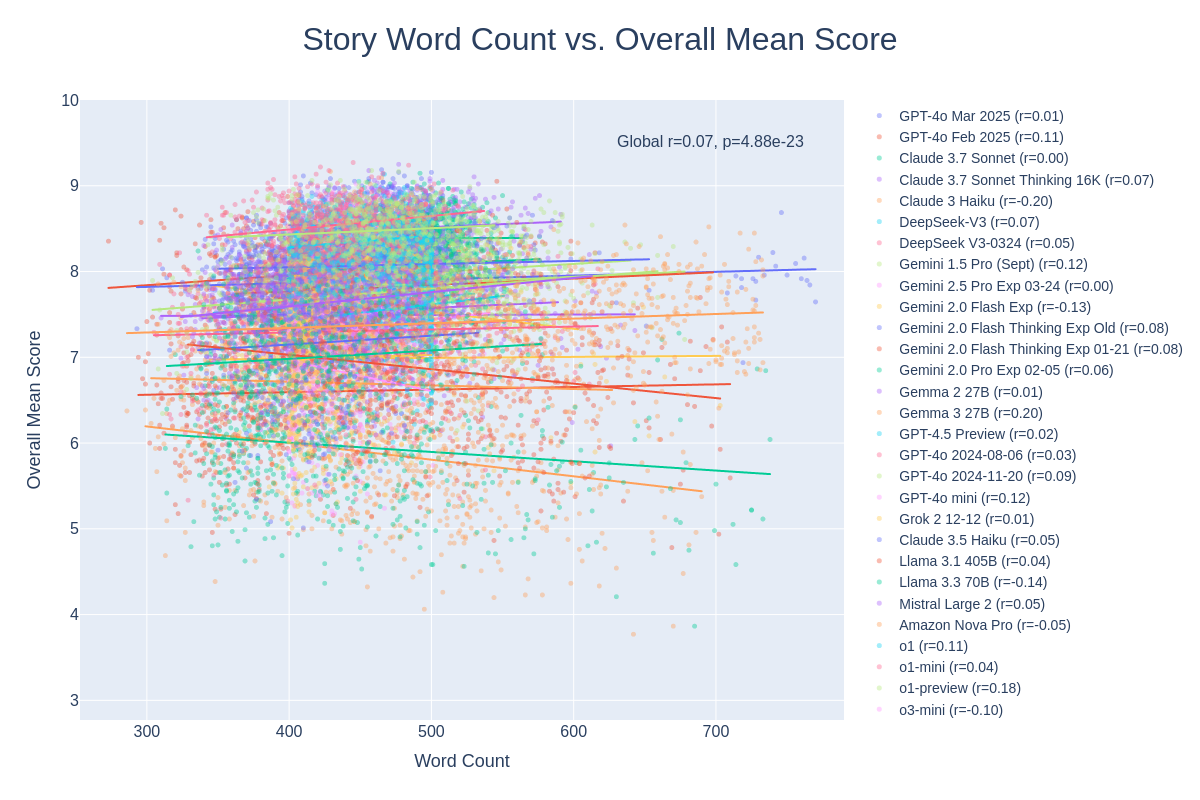 Story Word Count vs. Overall Mean Score
Global r=0.07, p=4.88e-23
Overall Mean Score
10
9
8
7
6
5
4
3
300
400
500
600
700
Word Count
GPT-4o Mar 2025 (r=0.01)
GPT-4o Feb 2025 (r=0.11)
Claude 3.7 Sonnet (r=0.00)
Claude 3.7 Sonnet Thinking 16K (r=0.07)
Claude 3 Haiku (r=-0.20)
DeepSeek-V3 (r=0.07)
DeepSeek V3-0324 (r=0.05)
Gemini 1.5 Pro (Sept) (r=0.12)
Gemini 2.5 Pro Exp 03-24 (r=0.00)
Gemini 2.0 Flash Exp (r=-0.13)
Gemini 2.0 Flash Thinking Exp Old (r=0.08)
Gemini 2.0 Flash Thinking Exp 01-21 (r=0.08)
Gemini 2.0 Pro Exp 02-05 (r=0.06)
Gemma 2 27B (r=0.01)
Gemma 3 27B (r=0.20)
GPT-4.5 Preview (r=0.02)
GPT-4o 2024-08-06 (r=0.03)
GPT-4o 2024-11-20 (r=0.09)
GPT-4o mini (r=0.12)
Grok 2 12-12 (r=0.01)
Claude 3.5 Haiku (r=0.05)
Llama 3.1 405B (r=0.04)
Llama 3.3 70B (r=-0.14)
Mistral Large 2 (r=0.05)
Amazon Nova Pro (r=-0.05)
o1 (r=0.11)
o1-mini (r=0.04)
o1-preview (r=0.18)
o3-mini (r=-0.10)